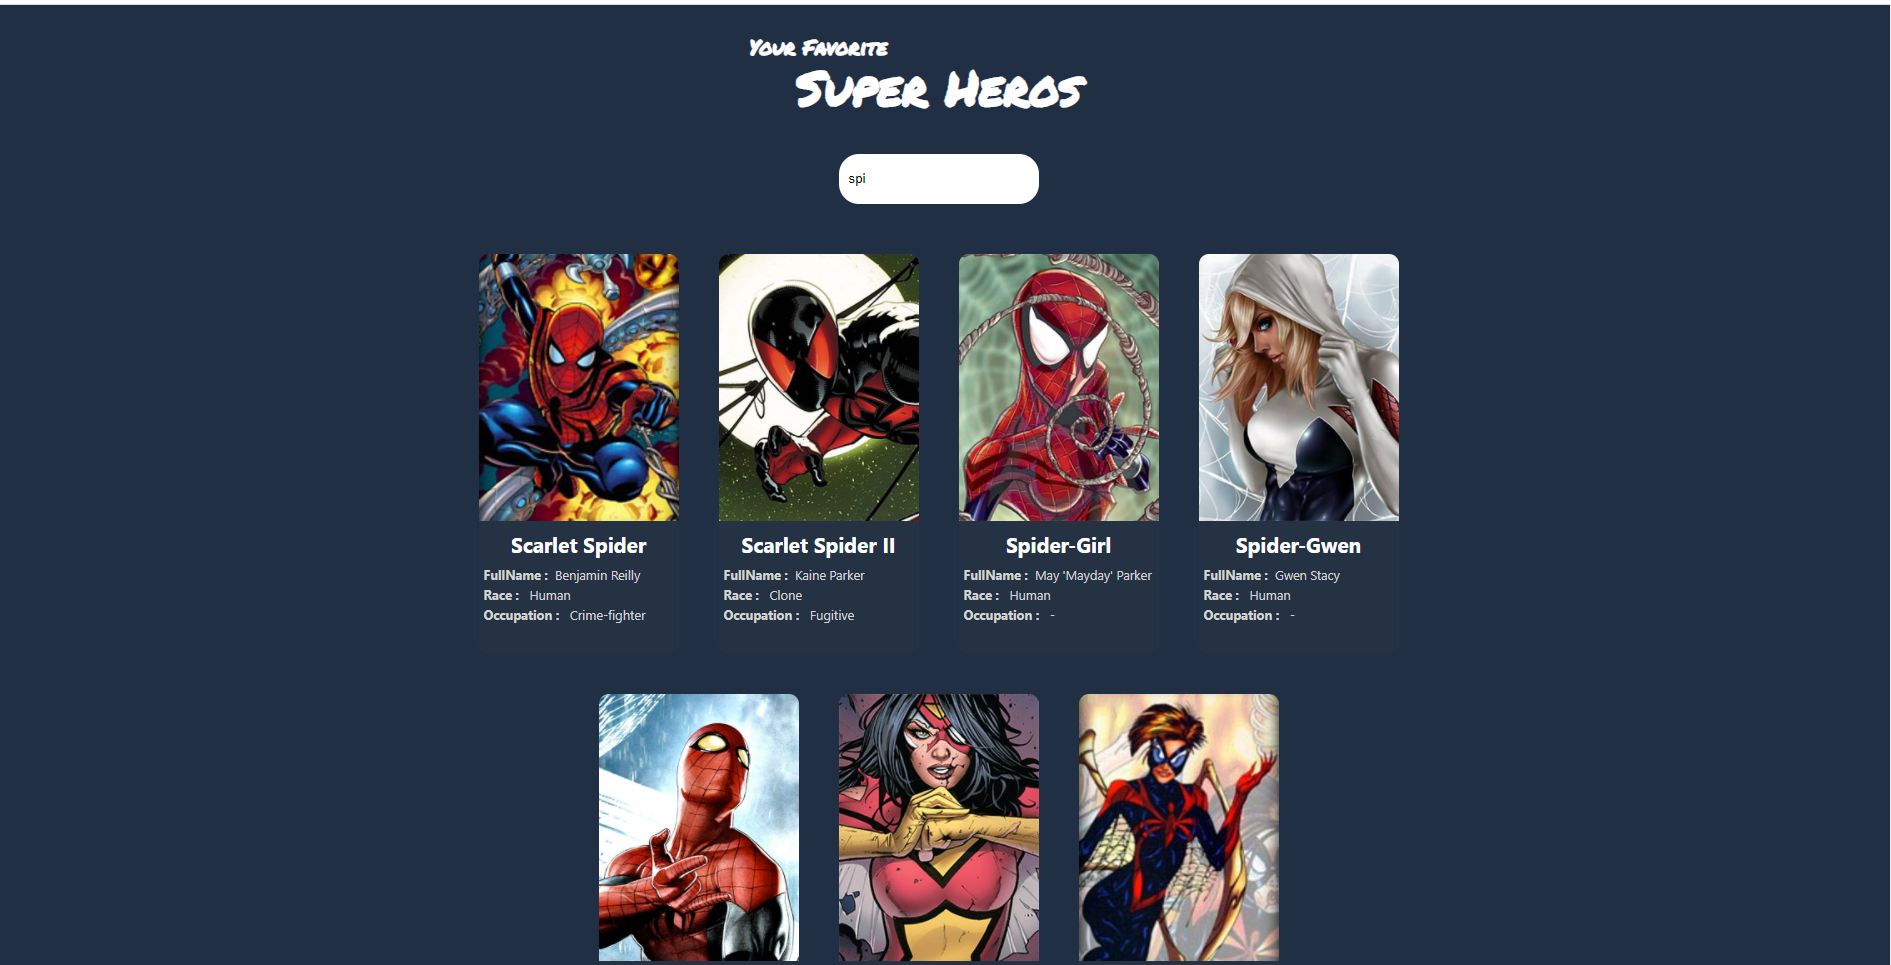 Your Favorite
Super Heros
spi
Scarlet Spider
FullName : Benjamin Reilly
Race : Human
Occupation : Crime-fighter
Scarlet Spider II
FullName : Kaine Parker
Race : Clone
Occupation : Fugitive
Spider-Girl
FullName : May 'Mayday' Parker
Race : Human
Occupation : -
Spider-Gwen
FullName : Gwen Stacy
Race : Human
Occupation : -